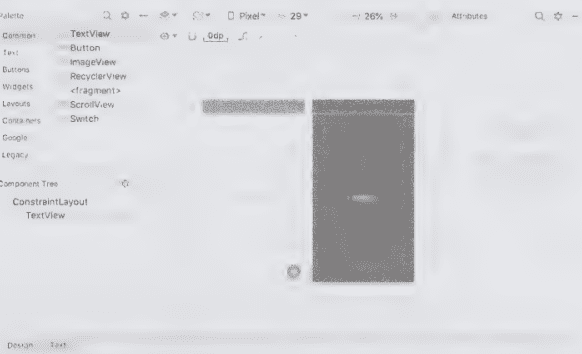 Palette
Pixel
29
26%
Attributes
Common
Text
Buttons
Widgets
Layouts
Containers
Google
Legacy
TextView
Button
ImageView
RecyclerView
<fragment>
ScrollView
Switch
0dp
Component Tree
ConstraintLayout
TextView
Design
Text